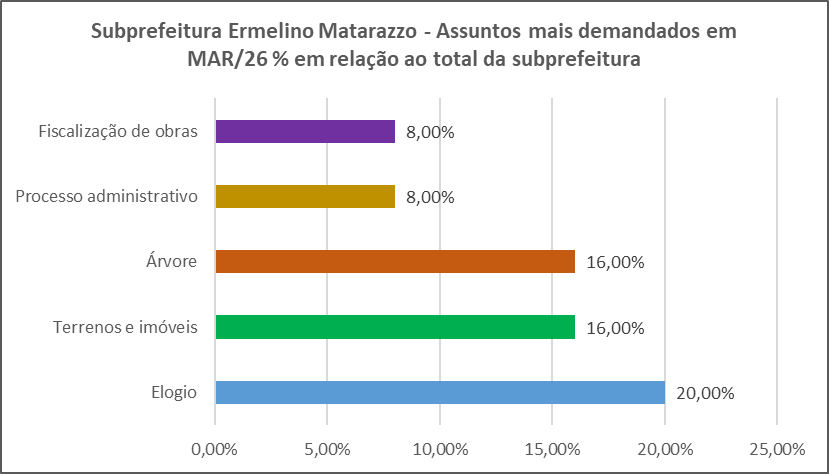 Subprefeitura Ermelino Matarazzo - Assuntos mais demandados em
MAR/26 % em relação ao total da subprefeitura
Fiscalização de obras 8,00%
Processo administrativo 8,00%
Árvore 16,00%
Terrenos e imóveis 16,00%
Elogio 20,00%
0,00% 5,00% 10,00% 15,00% 20,00% 25,00%